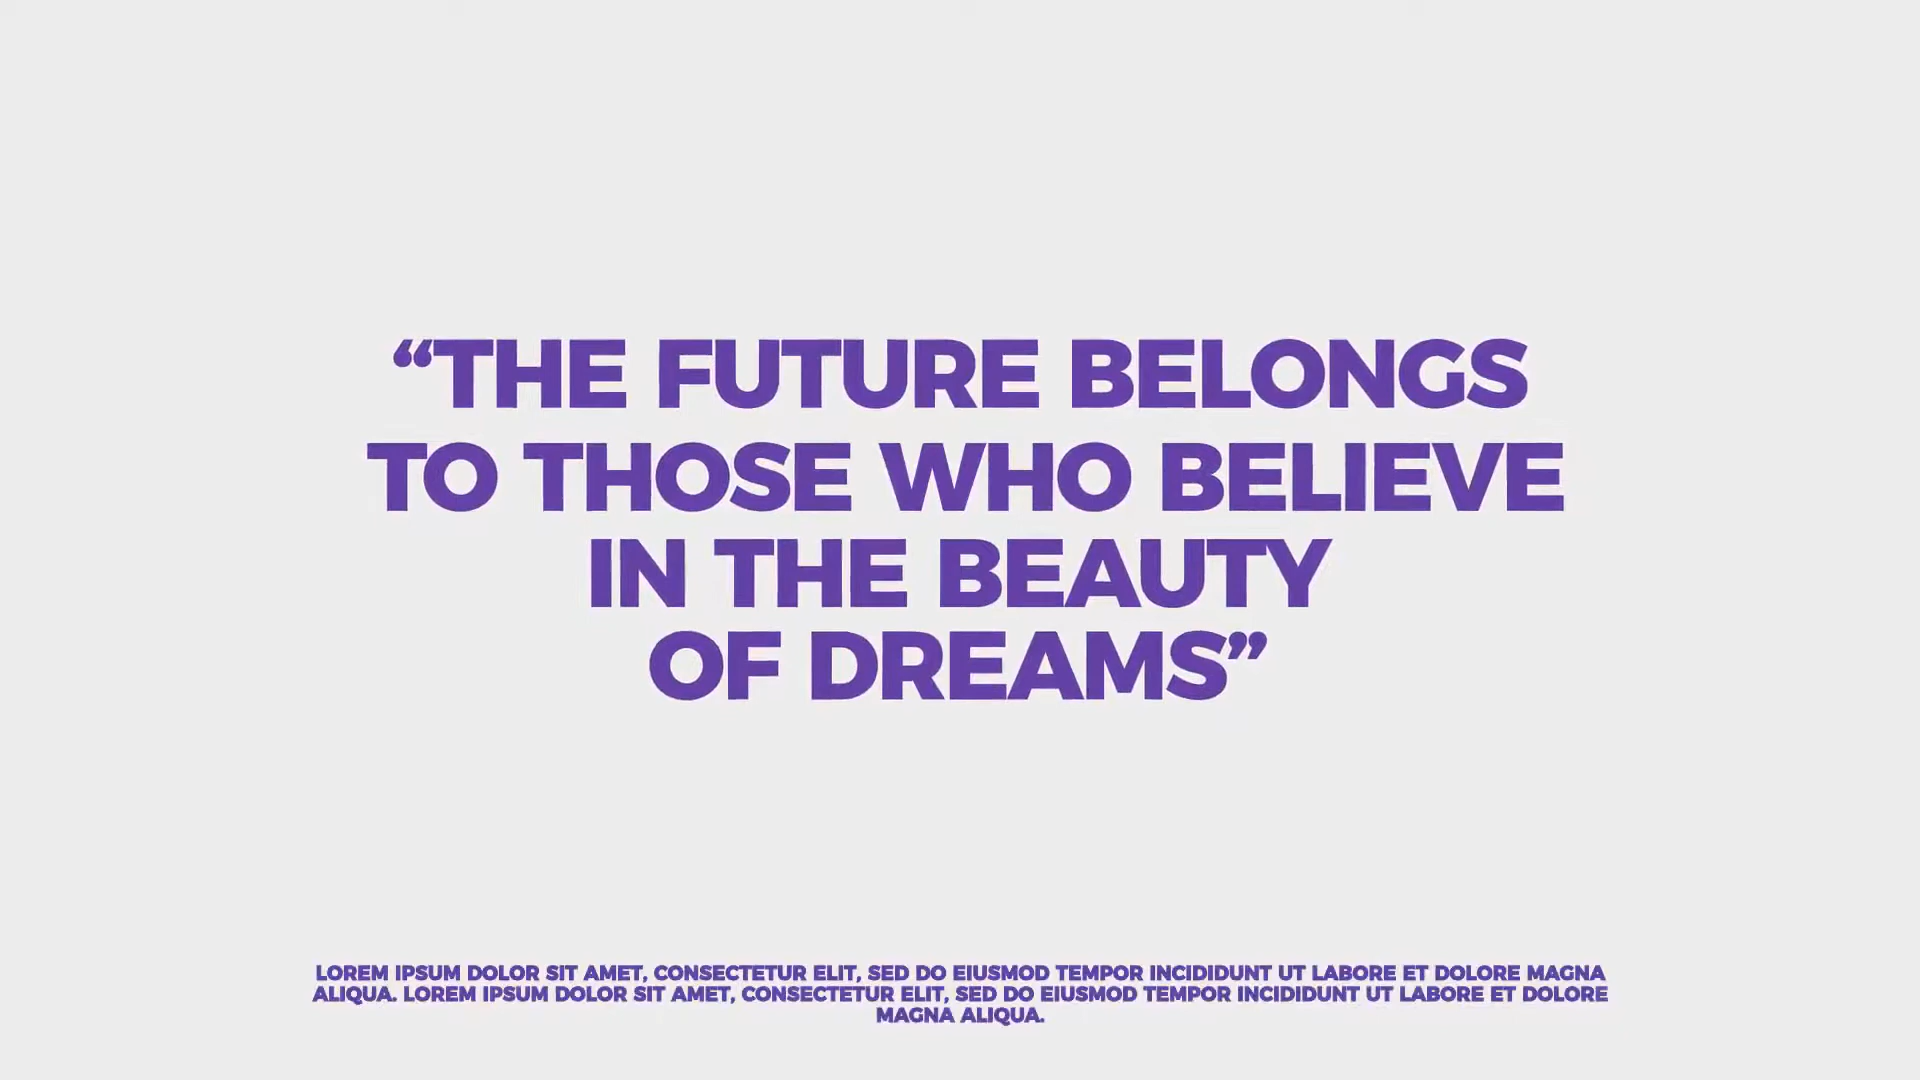 “THE FUTURE BELONGS
TO THOSE WHO BELIEVE
IN THE BEAUTY
OF DREAMS”
LOREM IPSUM DOLOR SIT AMET, CONSECTETUR ELIT, SED DO EIUSMOD TEMPOR INCIDIDUNT UT LABORE ET DOLORE MAGNA
ALIQUA. LOREM IPSUM DOLOR SIT AMET, CONSECTETUR ELIT, SED DO EIUSMOD TEMPOR INCIDIDUNT UT LABORE ET DOLORE
MAGNA ALIQUA.